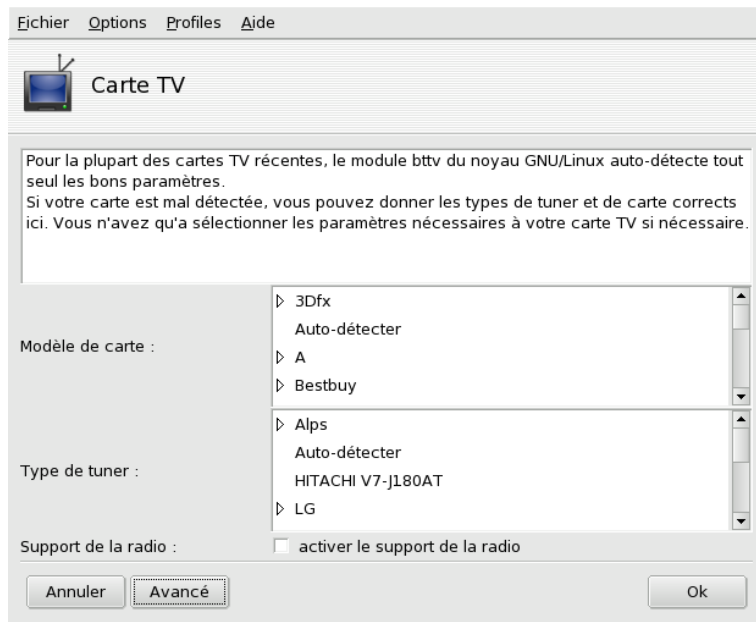 Fichier Options Profiles Aide
Carte TV
Pour la plupart des cartes TV récentes, le module bttv du noyau GNU/Linux auto-détecte tout
seul les bons paramètres.
Si votre carte est mal détectée, vous pouvez donner les types de tuner et de carte corrects
ici. Vous n'avez qu'a sélectionner les paramètres nécessaires à votre carte TV si nécessaire.
Modèle de carte :
3Dfx
Auto-détecter
A
Bestbuy
Type de tuner :
Alps
Auto-détecter
HITACHI V7-J180AT
LG
Support de la radio : activer le support de la radio
Annuler Avancé Ok